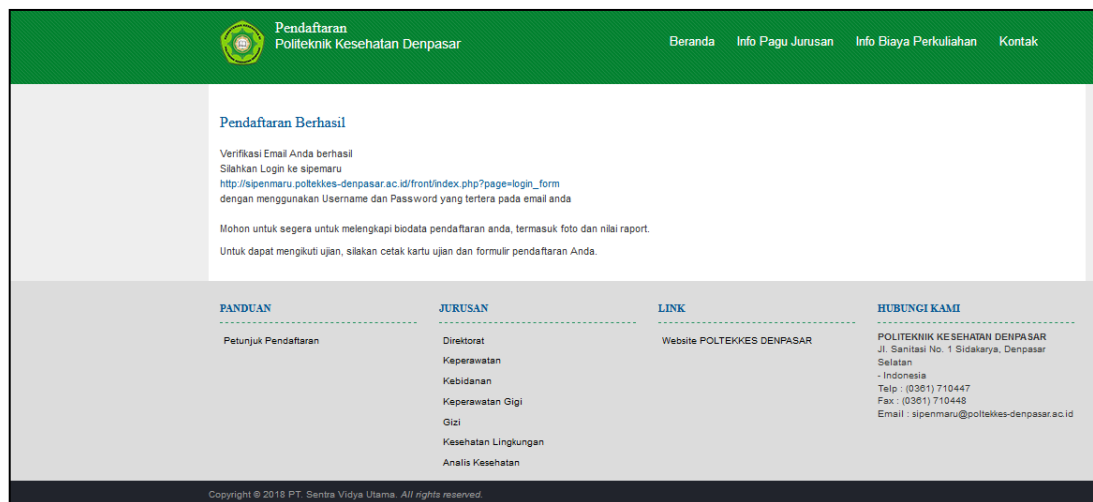 Pendaftaran
Politeknik Kesehatan Denpasar
Beranda Info Pagu Jurusan Info Biaya Perkuliahan Kontak
Pendaftaran Berhasil
Verifikasi Email Anda berhasil
Silahkan Login ke sipemaru
http://sipenmaru.poltekkes-denpasar.ac.id/front/index.php?page=login_form
dengan menggunakan Username dan Password yang tertera pada email anda
Mohon untuk segera untuk melengkapi biodata pendaftaran anda, termasuk foto dan nilai raport.
Untuk dapat mengikuti ujian, silakan cetak kartu ujian dan formulir pendaftaran Anda.
PANDUAN
Petunjuk Pendaftaran
JURUSAN
Direktorat
Keperawatan
Kebidanan
Keperawatan Gigi
Gizi
Kesehatan Lingkungan
Analis Kesehatan
LINK
Website POLTEKKES DENPASAR
HUBUNGI KAMI
POLITEKNIK KESEHATAN DENPASAR
Jl. Sanitasi No. 1 Sidakarya, Denpasar
Selatan
- Indonesia
Telp : (0361) 710447
Fax : (0361) 710448
Email : sipenmaru@poltekkes-denpasar.ac.id
Copyright © 2018 PT. Sentra Vidya Utama. All rights reserved.